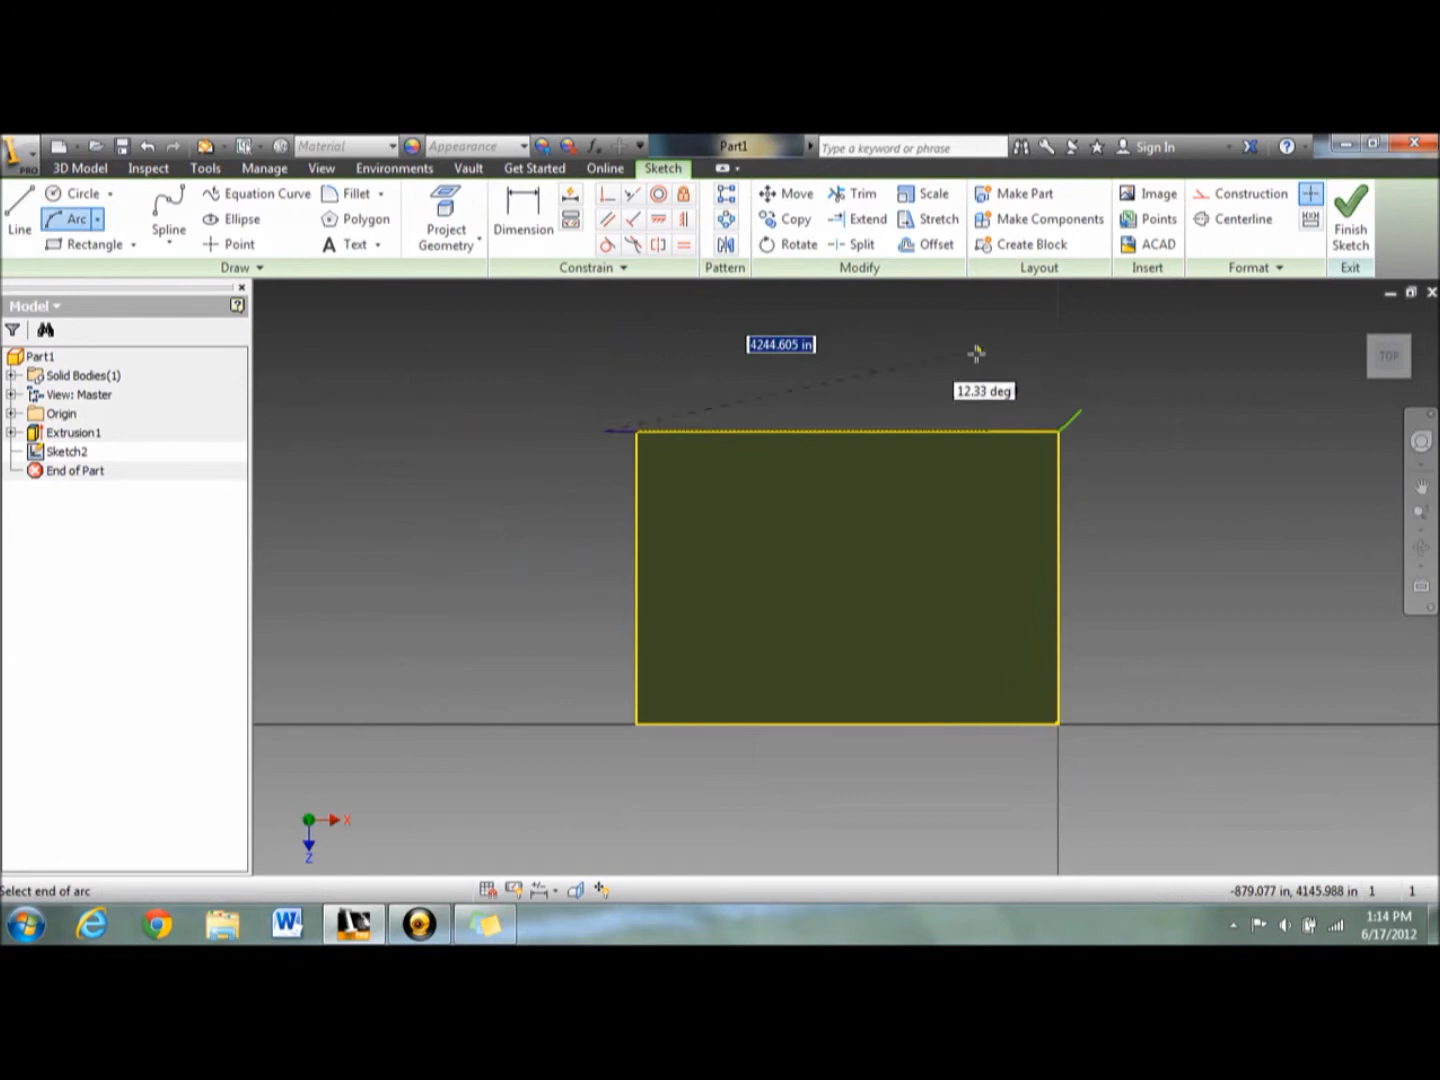 PRO
Material
Appearance
Part1
Type a keyword or phrase
Sign In
3D Model Inspect Tools Manage View Environments Vault Get Started Online Sketch
Line
Circle
Arc
Rectangle
Spline
Equation Curve
Ellipse
Point
Fillet
Polygon
A Text
Draw
Project
Geometry
Dimension
Constrain
Pattern
Move
Copy
Rotate
Trim
Extend
Split
Scale
Stretch
Offset
Modify
Make Part
Make Components
Create Block
Layout
Image
Points
ACAD
Insert
Construction
Centerline
Format
Finish
Sketch
Exit
Model
Part1
Solid Bodies(1)
View: Master
Origin
Extrusion1
Sketch2
End of Part
4244.605 in
12.33 deg
TOP
X
Z
Select end of arc
-879.077 in, 4145.988 in 1 1
1:14 PM
6/17/2012